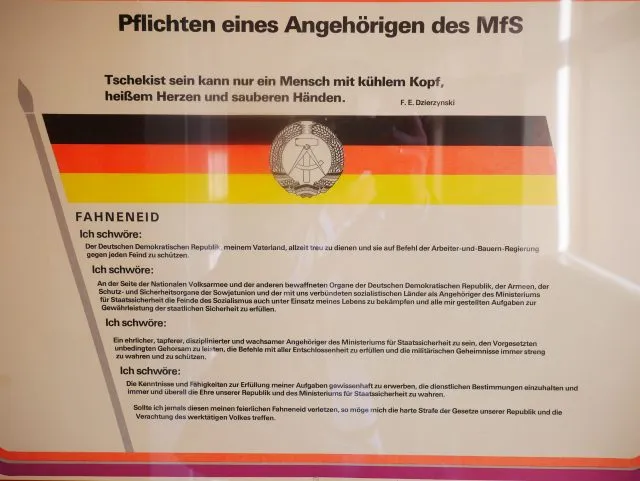 Pflichten eines Angehörigen des MfS
Tschekist sein kann nur ein Mensch mit kühlem Kopf,
heißem Herzen und sauberen Händen.
F. E. Dzierzynski
FAHNENEID
Ich schwöre:
Der Deutschen Demokratischen Republik, meinem Vaterland, allzeit treu zu dienen und sie auf Befehl der Arbeiter-und-Bauern-Regierung
gegen jeden Feind zu schützen.
Ich schwöre:
An der Seite der Nationalen Volksarmee und der anderen bewaffneten Organe der Deutschen Demokratischen Republik, der Armeen, der
Schutz- und Sicherheitsorgane der Sowjetunion und der mit uns verbündeten sozialistischen Länder als Angehöriger des Ministeriums
für Staatssicherheit die Feinde des Sozialismus auch unter Einsatz meines Lebens zu bekämpfen und alle mir gestellten Aufgaben zur
Gewährleistung der staatlichen Sicherheit zu erfüllen.
Ich schwöre:
Ein ehrlicher, tapferer, disziplinierter und wachsamer Angehöriger des Ministeriums für Staatssicherheit zu sein, den Vorgesetzten
unbedingten Gehorsam zu leisten, die Befehle mit aller Entschlossenheit zu erfüllen und die militärischen Geheimnisse immer streng
zu wahren und zu schützen.
Ich schwöre:
Die Kenntnisse und Fähigkeiten zur Erfüllung meiner Aufgaben gewissenhaft zu erwerben, die dienstlichen Bestimmungen einzuhalten und
immer und überall die Ehre unserer Republik und des Ministeriums für Staatssicherheit zu wahren.
Sollte ich jemals diesen meinen feierlichen Fahneneid verletzen, so möge mich die harte Strafe der Gesetze unserer Republik und die
Verachtung des werktätigen Volkes treffen.